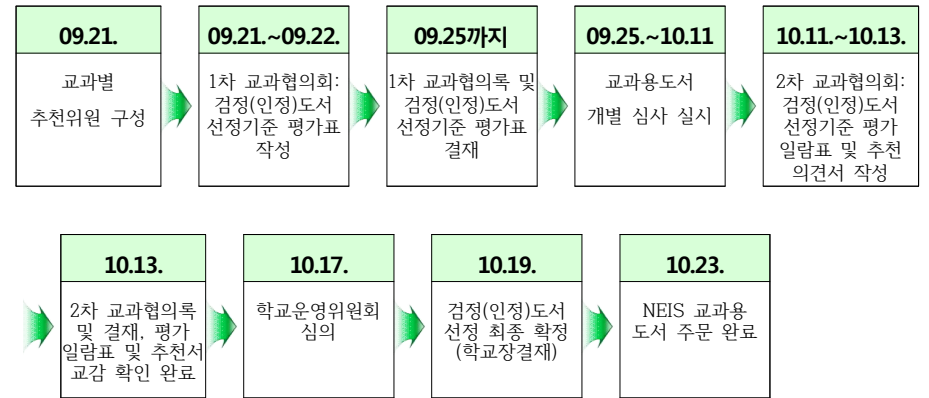 09.21.
교과별
추천위원 구성
09.21.~09.22.
1차 교과협의회:
검정(인정)도서
선정기준 평가표
작성
09.25까지
1차 교과협의록 및
검정(인정)도서
선정기준 평가표
결재
09.25.~10.11
교과용도서
개별 심사 실시
10.11.~10.13.
2차 교과협의회:
검정(인정)도서
선정기준 평가
일람표 및 추천
의견서 작성
10.13.
2차 교과협의록
및 결재, 평가
일람표 및 추천서
교감 확인 완료
10.17.
학교운영위원회
심의
10.19.
검정(인정)도서
선정 최종 확정
(학교장결재)
10.23.
NEIS 교과용
도서 주문 완료